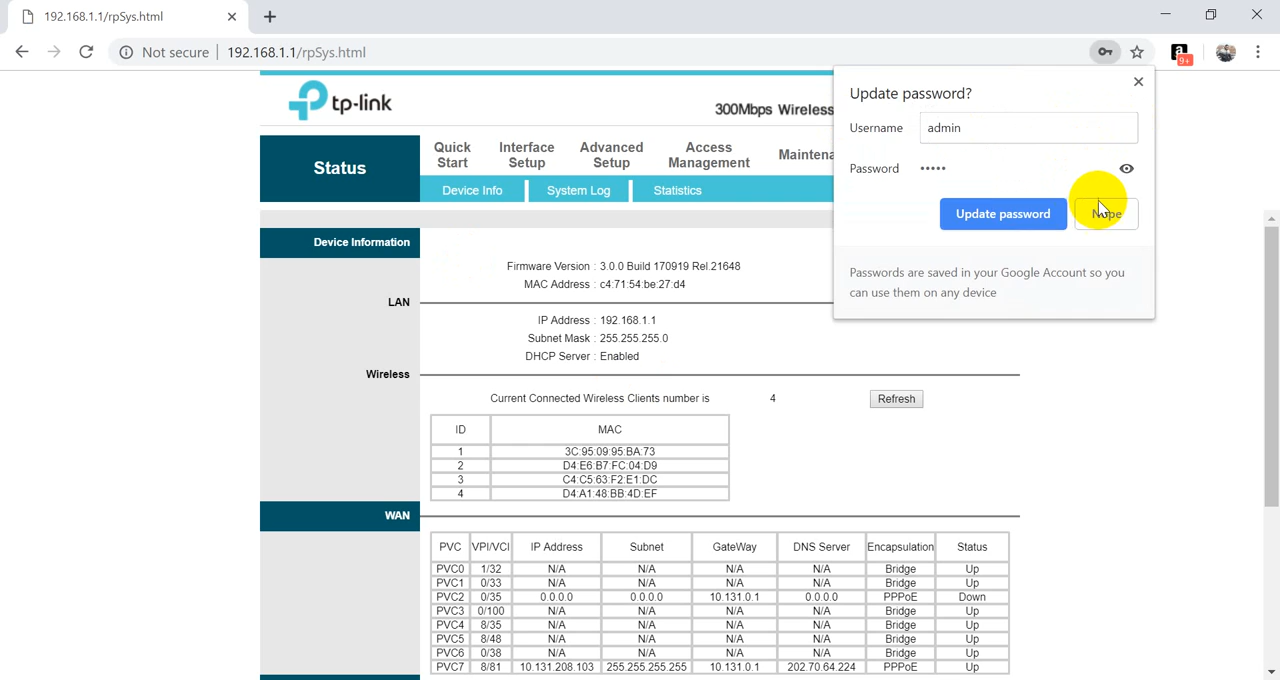 192.168.1.1/rpSys.html
Not secure
192.168.1.1/rpSys.html
9+
tp-link
300Mbps Wireless
Status
Quick Start
Interface Setup
Advanced Setup
Access Management
Maintena
Device Info
System Log
Statistics
Update password?
Username admin
Password •••••
Update password
Nope
Passwords are saved in your Google Account so you
can use them on any device
Device Information
Firmware Version : 3.0.0 Build 170919 Rel.21648
MAC Address : c4:71:54:be:27:d4
LAN
IP Address : 192.168.1.1
Subnet Mask : 255.255.255.0
DHCP Server : Enabled
Wireless
Current Connected Wireless Clients number is 4 Refresh
ID MAC
1 3C:95:09:95:BA:73
2 D4:E6:B7:FC:04:D9
3 C4:C5:63:F2:E1:DC
4 D4:A1:48:BB:4D:EF
WAN
PVC VPI/VCI IP Address Subnet GateWay DNS Server Encapsulation Status
PVC0 1/32 N/A N/A N/A N/A Bridge Up
PVC1 0/33 N/A N/A N/A N/A Bridge Up
PVC2 0/35 0.0.0.0 0.0.0.0 10.131.0.1 0.0.0.0 PPPoE Down
PVC3 0/100 N/A N/A N/A N/A Bridge Up
PVC4 8/35 N/A N/A N/A N/A Bridge Up
PVC5 8/48 N/A N/A N/A N/A Bridge Up
PVC6 0/38 N/A N/A N/A N/A Bridge Up
PVC7 8/81 10.131.208.103 255.255.255.255 10.131.0.1 202.70.64.224 PPPoE Up